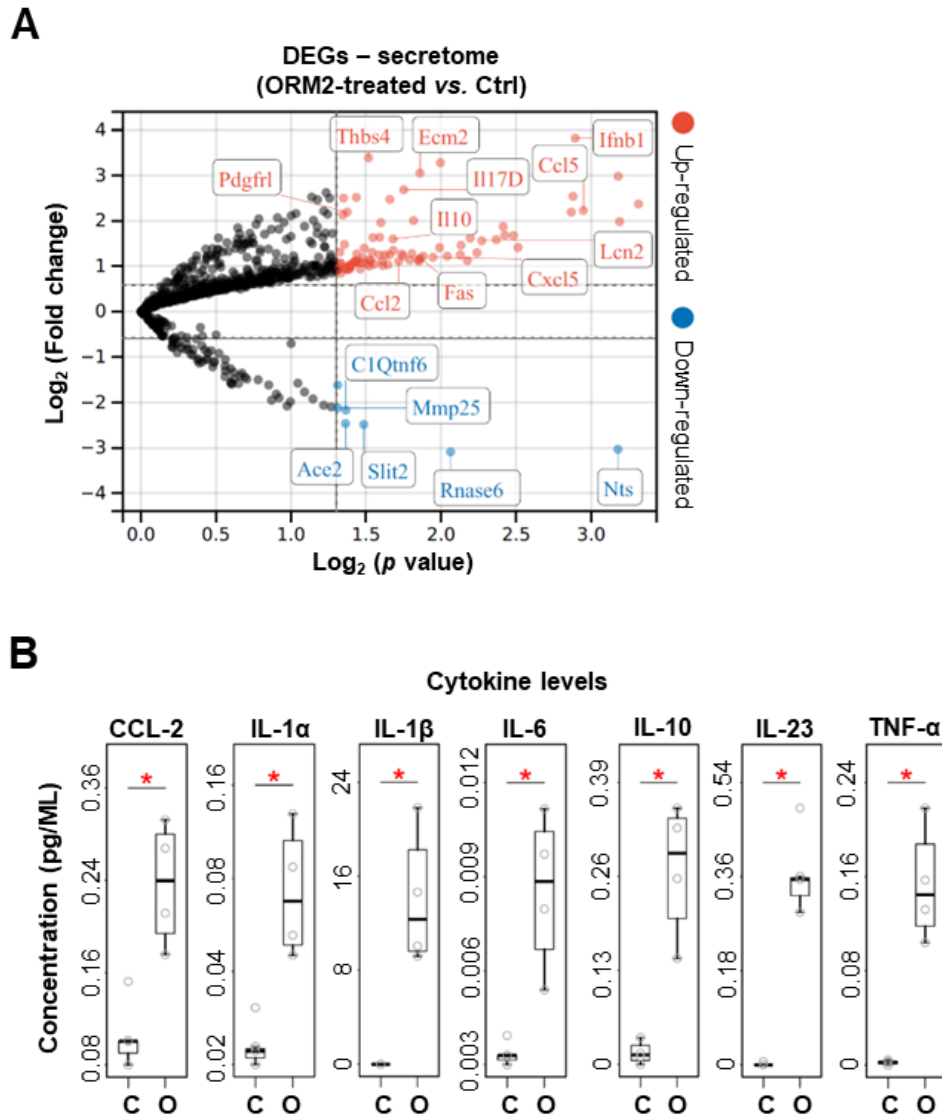 A
DEGs – secretome
(ORM2-treated vs. Ctrl)
Thbs4
Ecm2
Ifnb1
Ccl5
Pdgfrl
Il17D
Il10
Lcn2
Cxcl5
Ccl2
Fas
C1Qtnf6
Mmp25
Ace2
Slit2
Rnase6
Nts
4
3
2
1
0
−1
−2
−3
−4
Log2 (Fold change)
0.0 0.5 1.0 1.5 2.0 2.5 3.0
Log2 (p value)
Up-regulated
Down-regulated
B
Cytokine levels
CCL-2 IL-1α IL-1β IL-6 IL-10 IL-23 TNF-α
Concentration (pg/ML)
* * * * * * *
0.36 0.24 0.16 0.08
0.16 0.08 0.04 0.02
24 16 8 0
0.012 0.009 0.006 0.003
0.39 0.26 0.13 0
0.54 0.36 0.18 0
0.24 0.16 0.08 0
C O C O C O C O C O C O C O